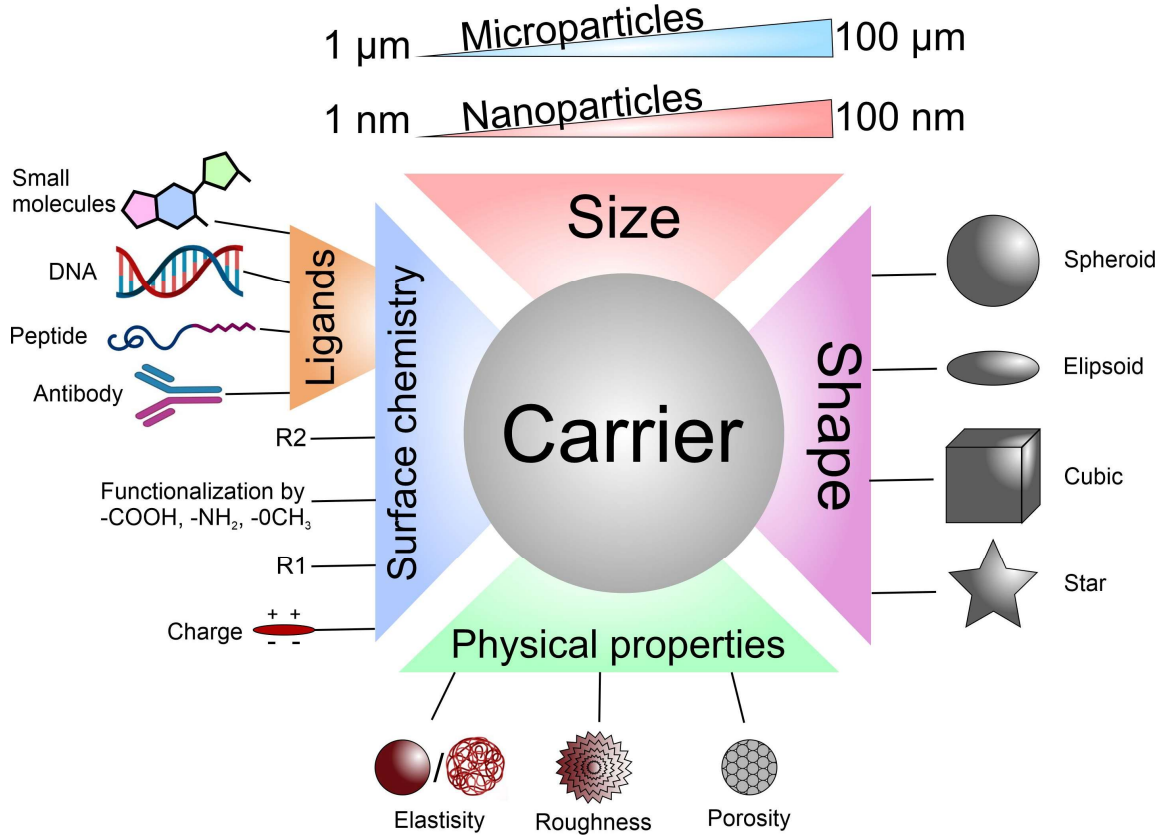 1 µm Microparticles 100 µm
1 nm Nanoparticles 100 nm
Size
Small
molecules
DNA
Peptide
Antibody
Ligands
R2
Functionalization by
-COOH, -NH₂, -0CH₃
R1
Charge
+ +
- -
Surface chemistry
Carrier
Shape
Spheroid
Elipsoid
Cubic
Star
Physical properties
/
Elastisity
Roughness
Porosity